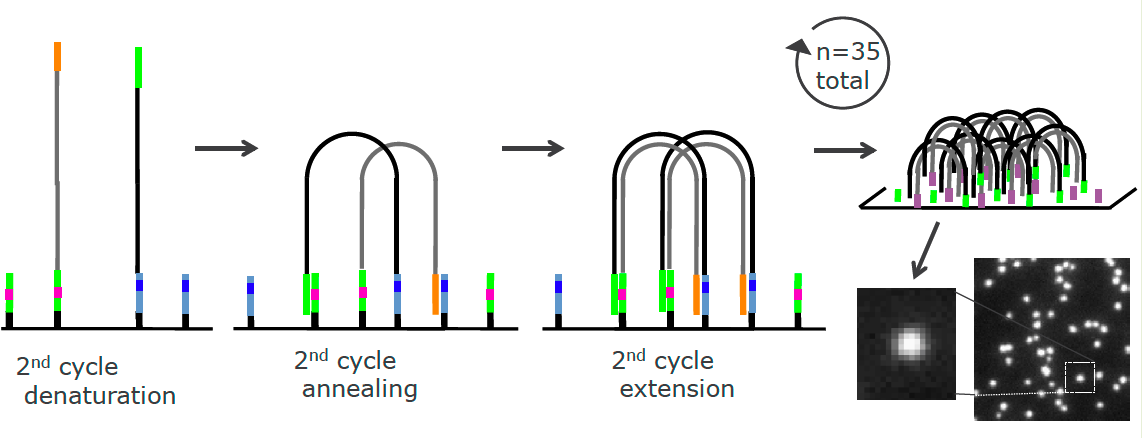 n=35
total
2nd cycle
denaturation
2nd cycle
annealing
2nd cycle
extension